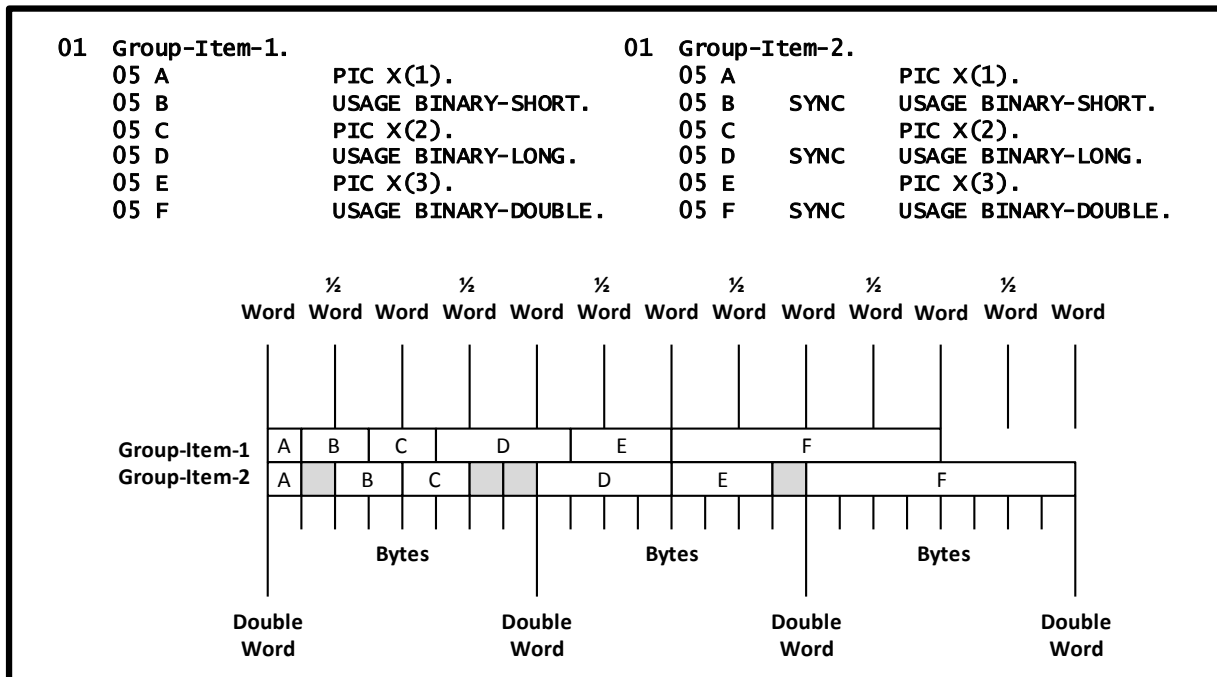 01 Group-Item-1. 01 Group-Item-2.
05 A PIC X(1). 05 A PIC X(1).
05 B USAGE BINARY-SHORT. 05 B SYNC USAGE BINARY-SHORT.
05 C PIC X(2). 05 C PIC X(2).
05 D USAGE BINARY-LONG. 05 D SYNC USAGE BINARY-LONG.
05 E PIC X(3). 05 E PIC X(3).
05 F USAGE BINARY-DOUBLE. 05 F SYNC USAGE BINARY-DOUBLE.
½ ½ ½ ½ ½ ½
Word Word Word Word Word Word Word Word Word Word Word Word Word
Group-Item-1 A B C D E F
Group-Item-2 A B C D E F
Bytes Bytes Bytes
Double Double Double Double
Word Word Word Word